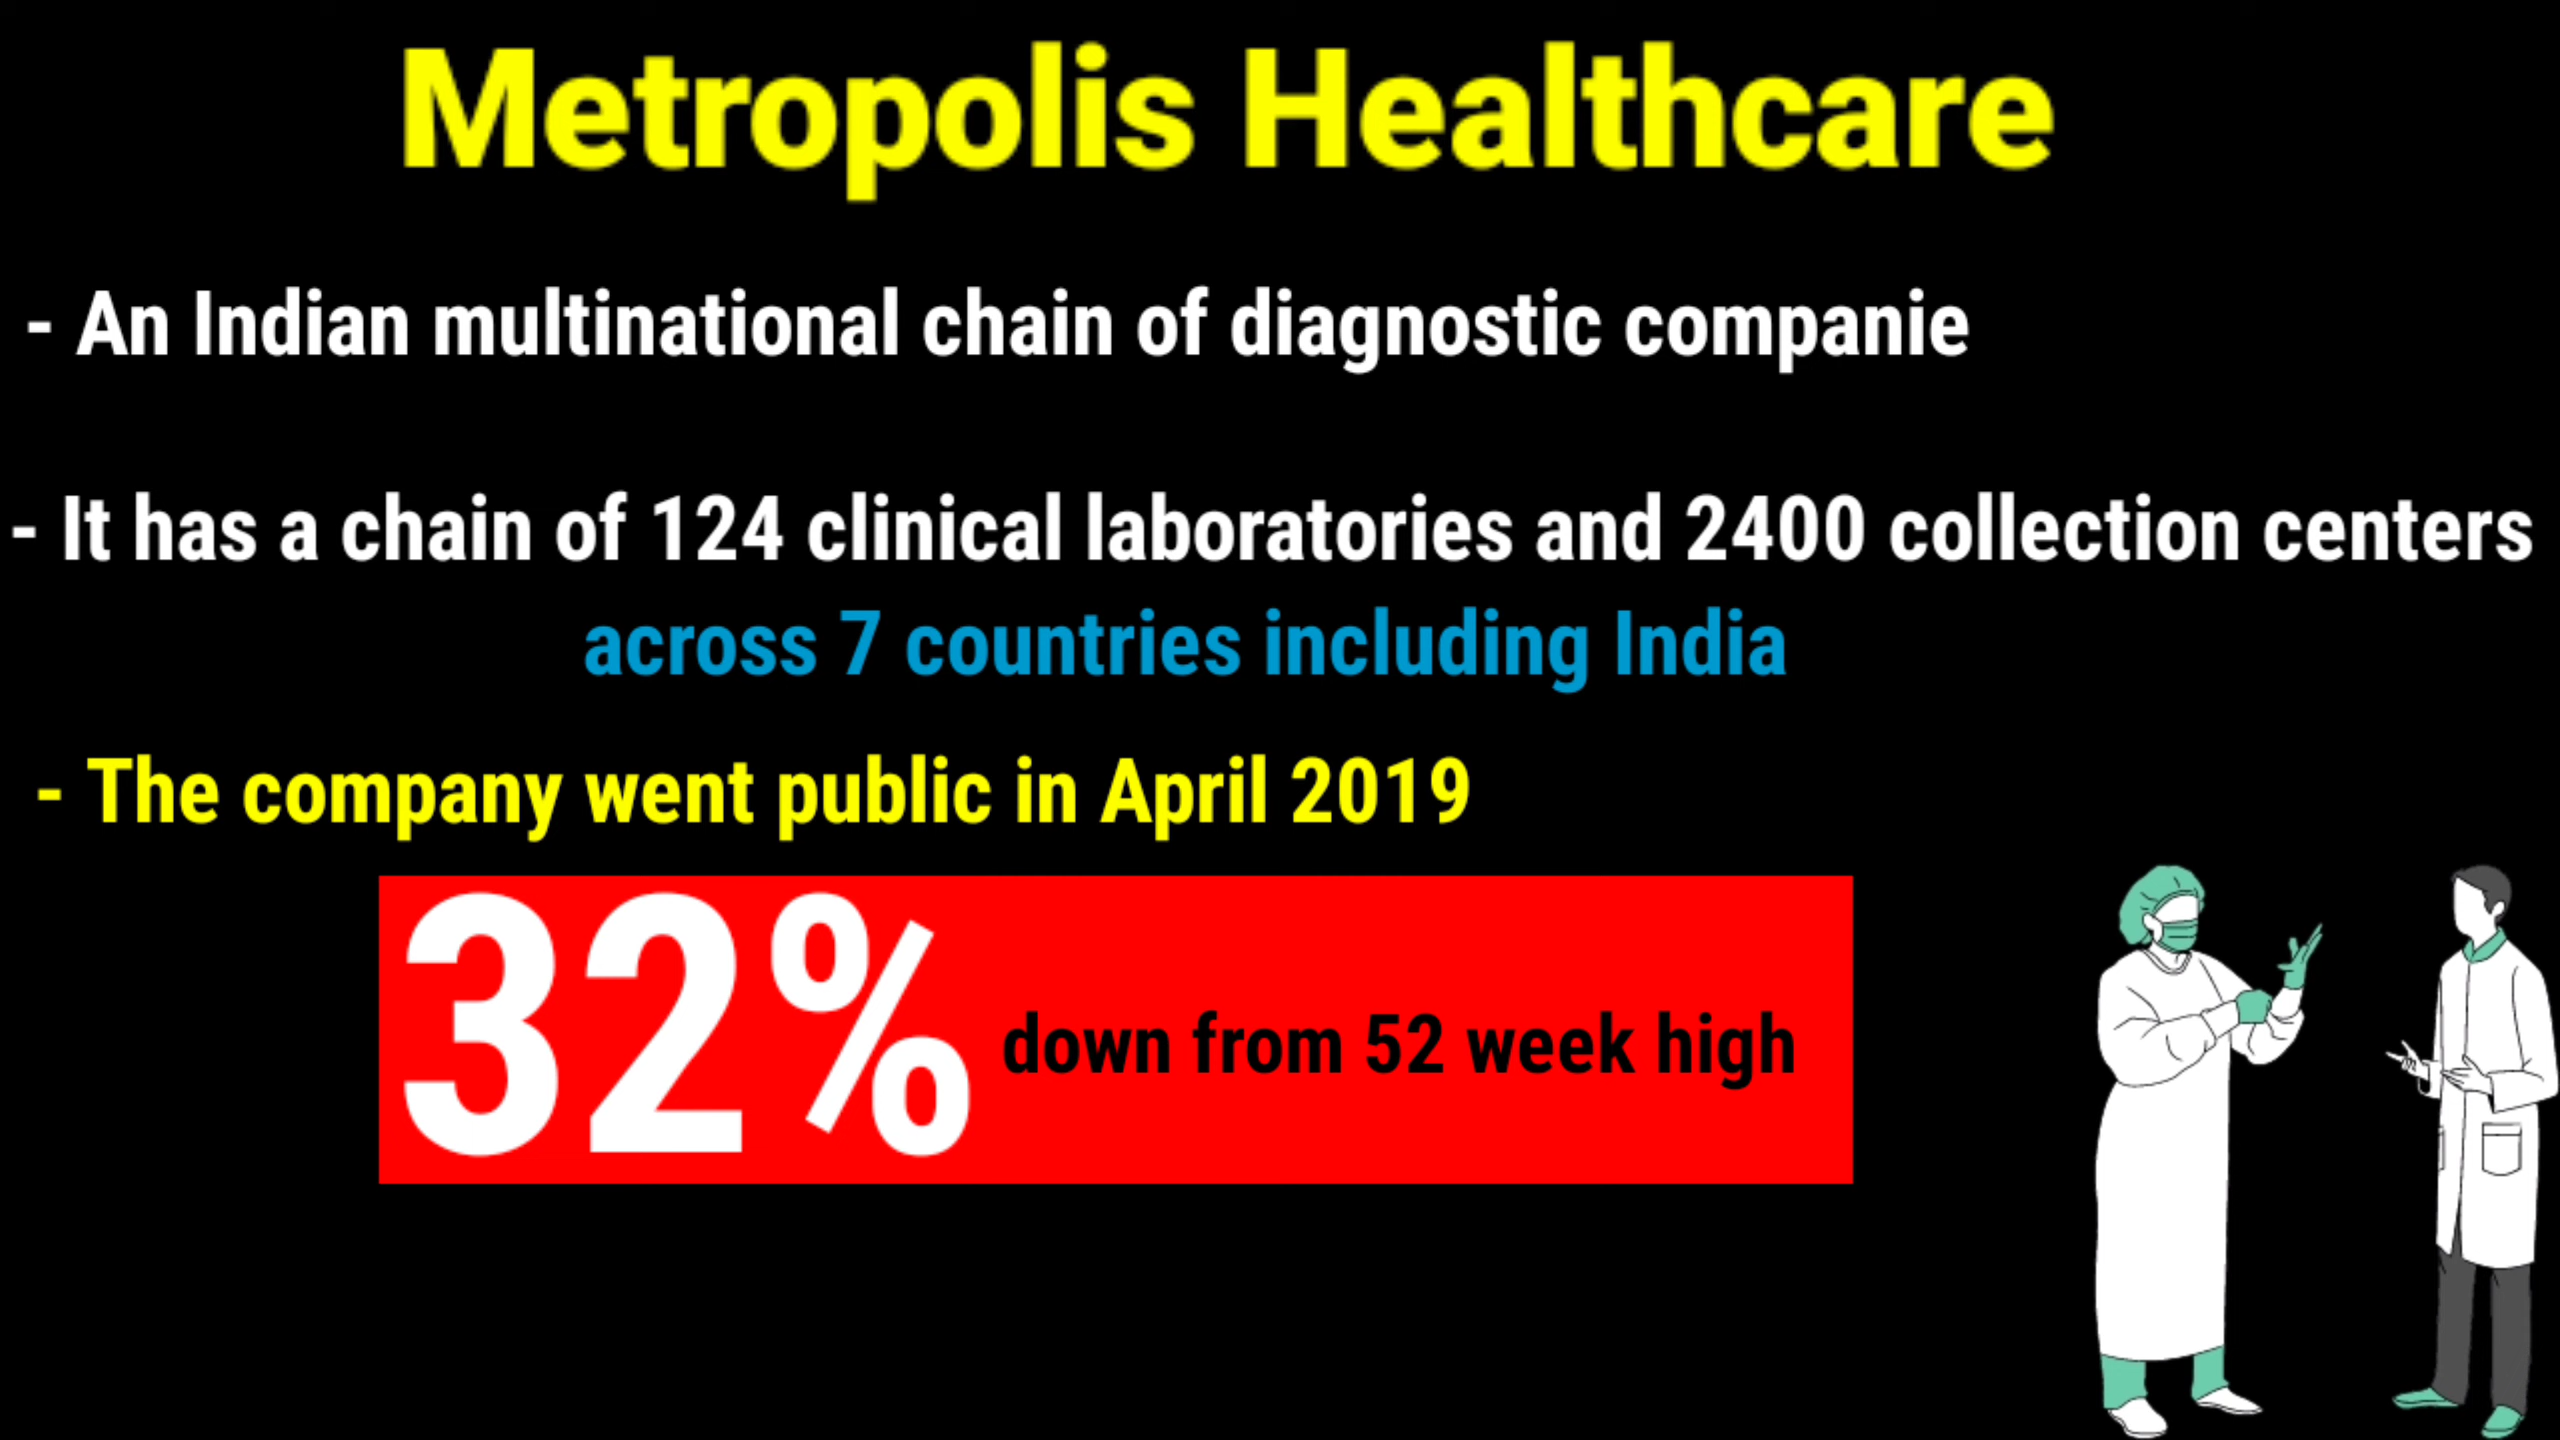 Metropolis Healthcare
- An Indian multinational chain of diagnostic companie
- It has a chain of 124 clinical laboratories and 2400 collection centers
across 7 countries including India
- The company went public in April 2019
32% down from 52 week high